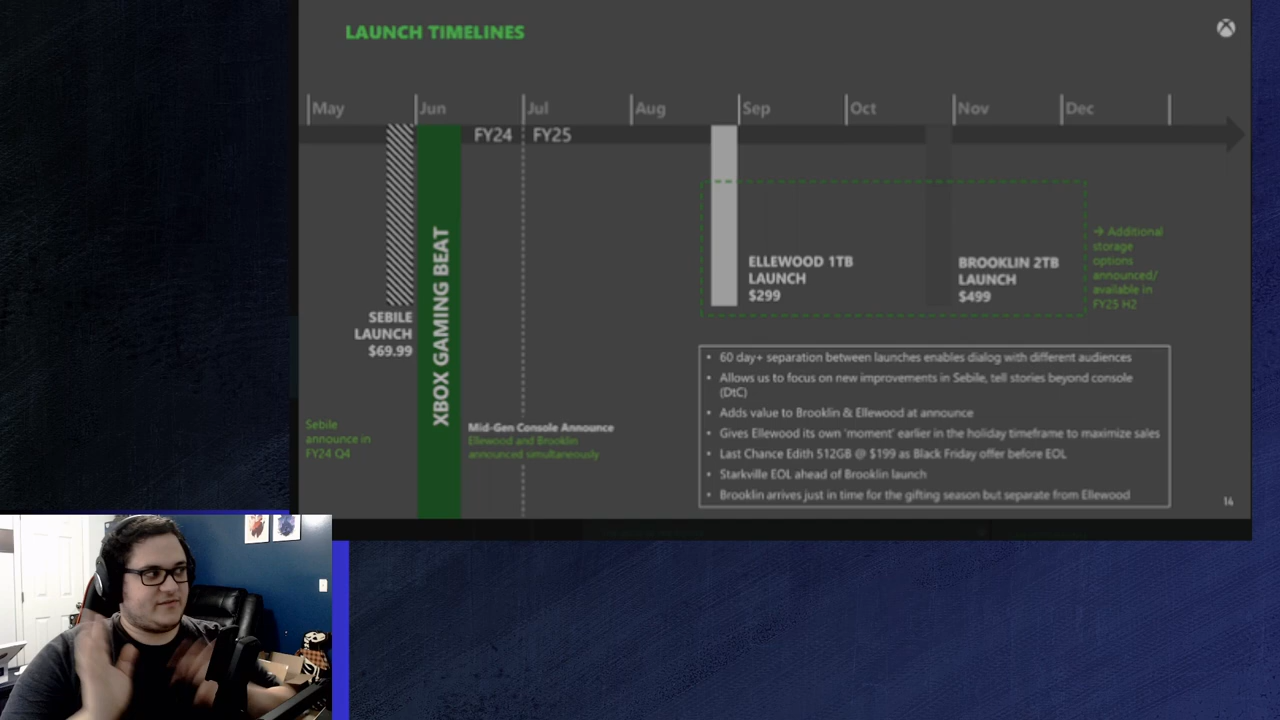 LAUNCH TIMELINES
May
Jun
Jul
Aug
Sep
Oct
Nov
Dec
FY24
FY25
SEBILE
LAUNCH
$69.99
XBOX GAMING BEAT
ELLEWOOD 1TB
LAUNCH
$299
BROOKLIN 2TB
LAUNCH
$499
→ Additional
storage
options
announced/
available in
FY25 H2
Sebile
announce in
FY24 Q4
Mid-Gen Console Announce
Ellewood and Brooklin
announced simultaneously
• 60 day+ separation between launches enables dialog with different audiences
• Allows us to focus on new improvements in Sebile, tell stories beyond console
(DtC)
• Adds value to Brooklin & Ellewood at announce
• Gives Ellewood its own 'moment' earlier in the holiday timeframe to maximize sales
• Last Chance Edith 512GB @ $199 as Black Friday offer before EOL
• Starkville EOL ahead of Brooklin launch
• Brooklin arrives just in time for the gifting season but separate from Ellewood
14